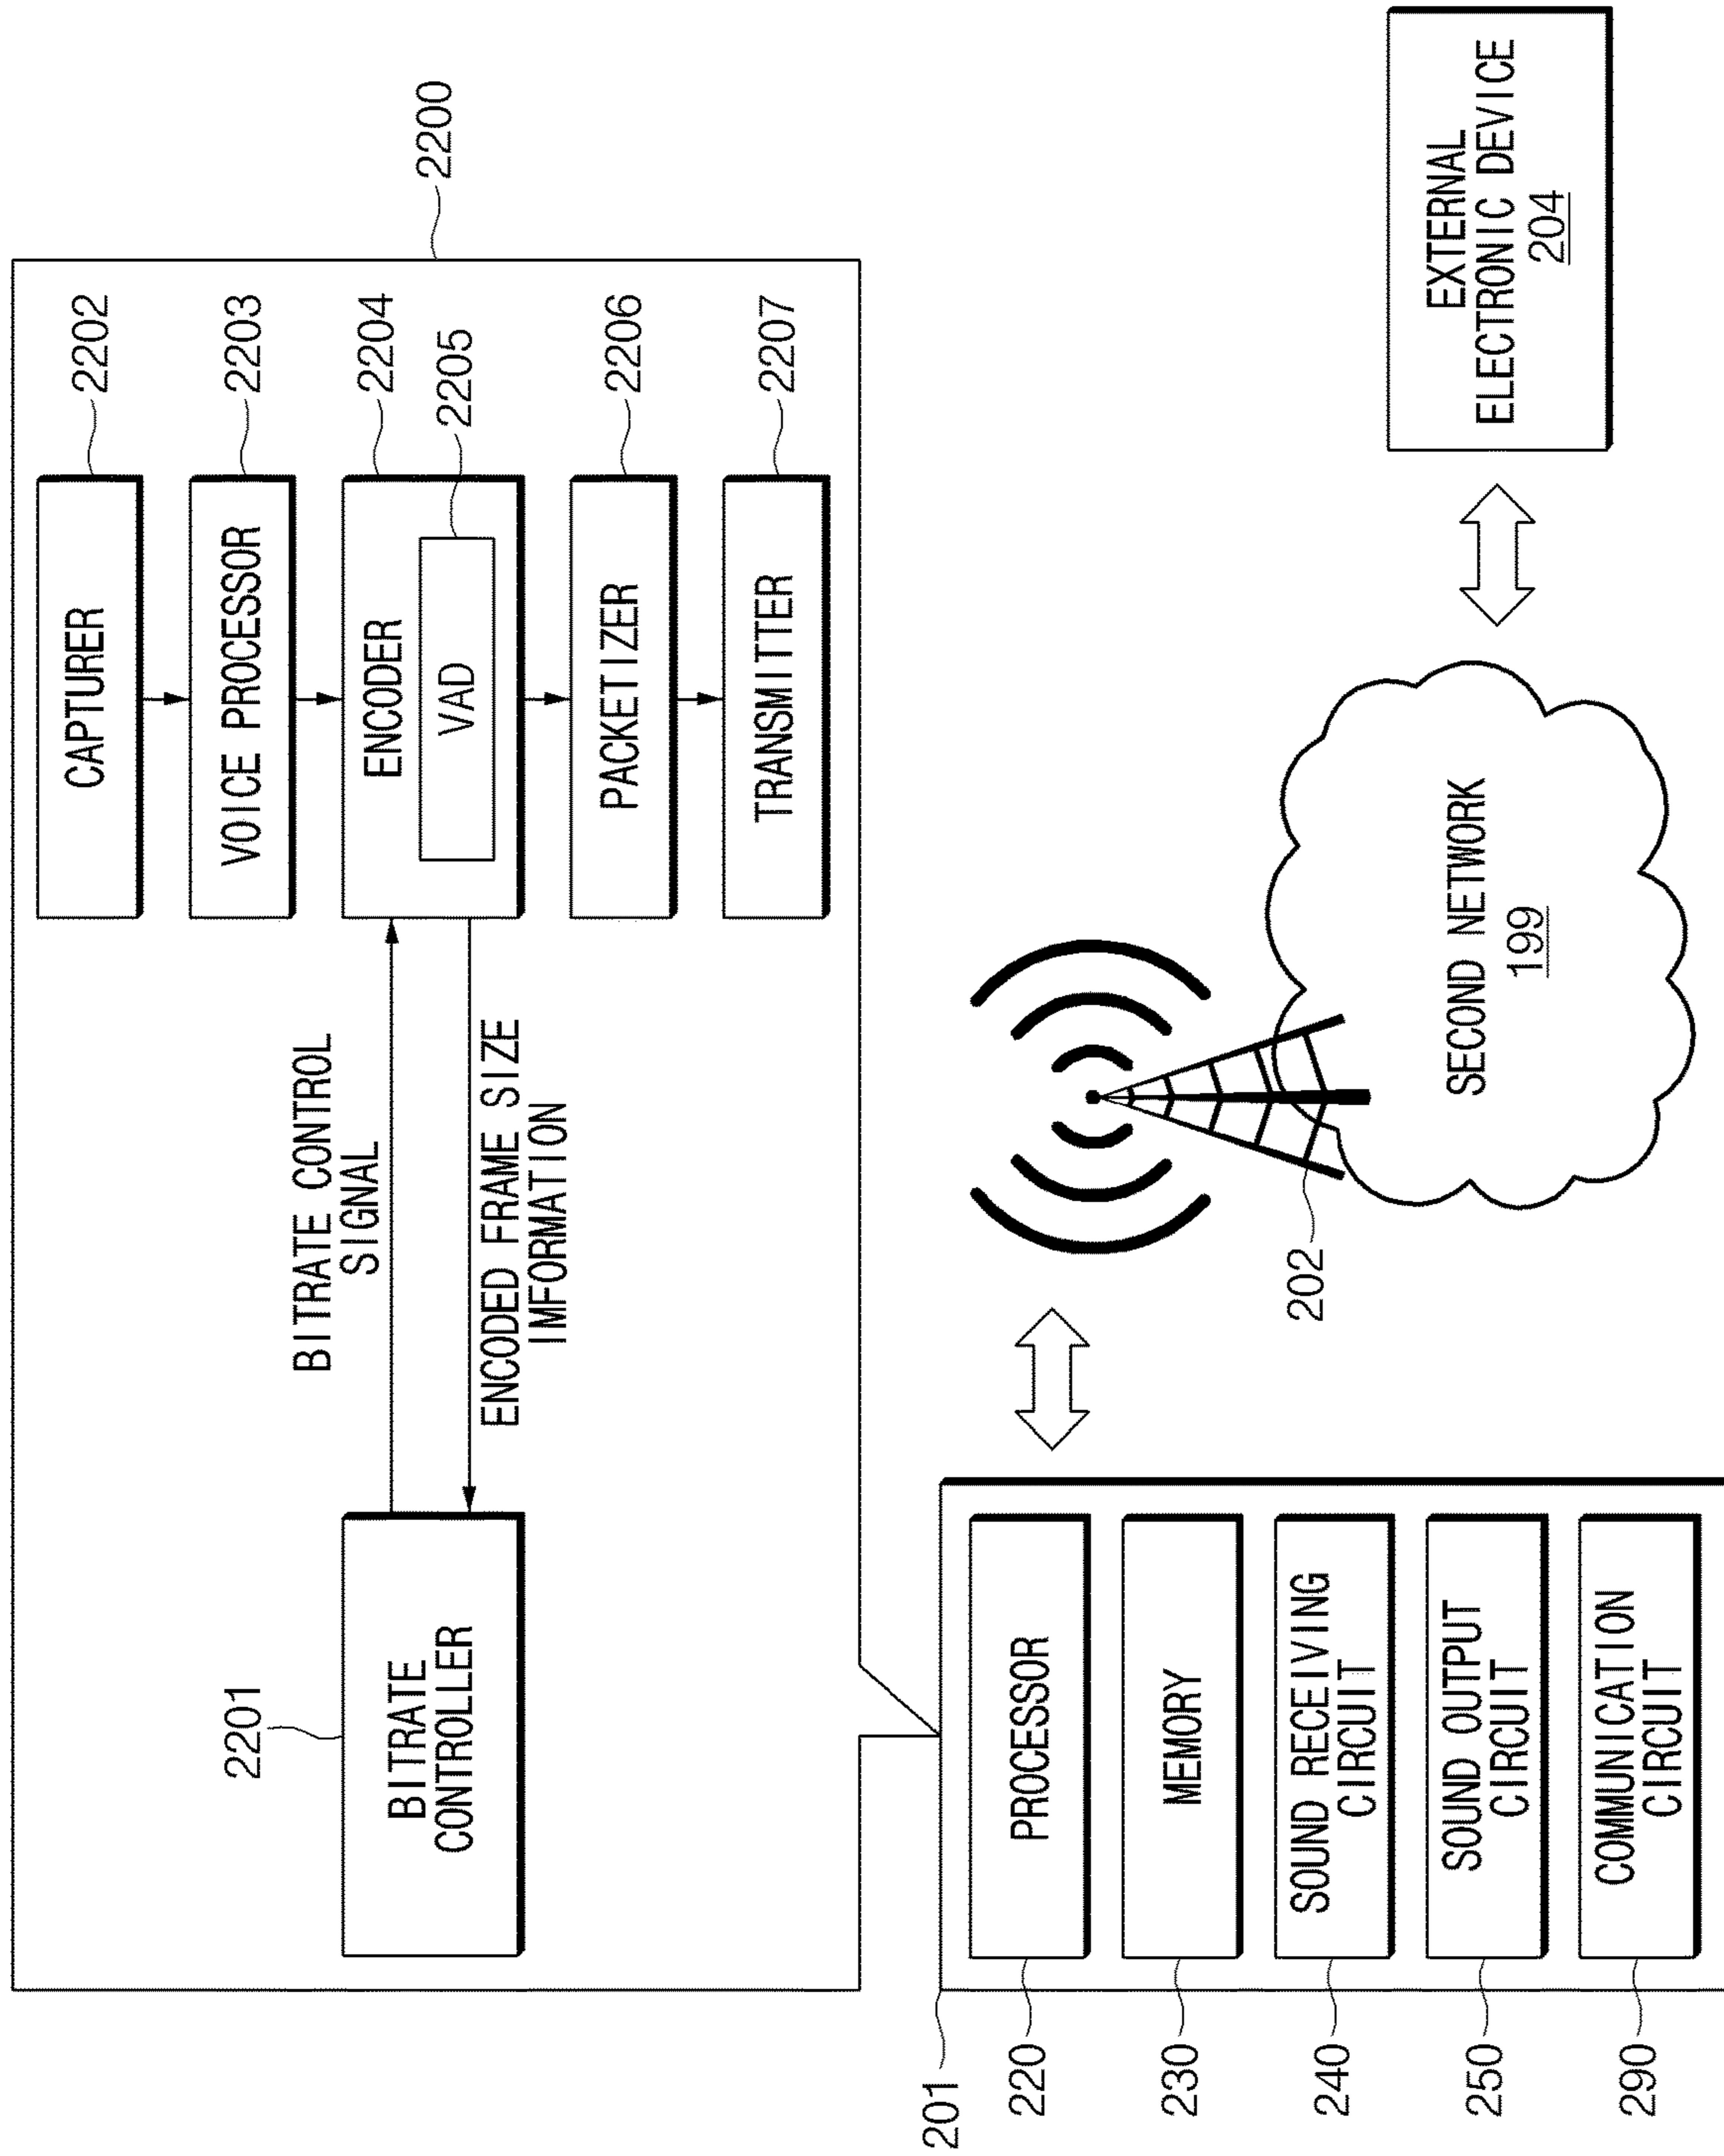 2200
CAPTURER
2202
VOICE PROCESSOR
2203
2201
BITRATE
CONTROLLER
BITRATE CONTROL
SIGNAL
ENCODED FRAME SIZE
IMFORMATION
ENCODER
2204
VAD
2205
PACKETIZER
2206
TRANSMITTER
2207
201
220
PROCESSOR
230
MEMORY
240
SOUND RECEIVING
CIRCUIT
250
SOUND OUTPUT
CIRCUIT
290
COMMUNICATION
CIRCUIT
202
SECOND NETWORK
199
EXTERNAL
ELECTRONIC DEVICE
204